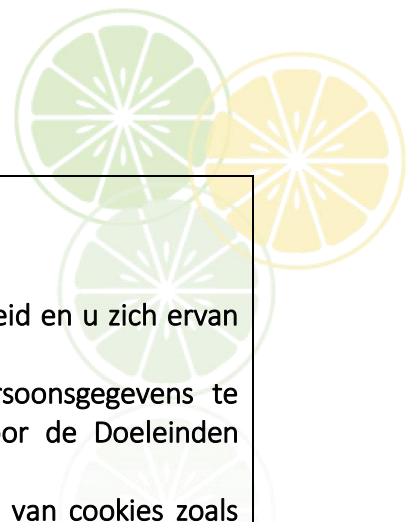 eid en u zich ervan
rsoonsgegevens te
or de Doeleinden
van cookies zoals